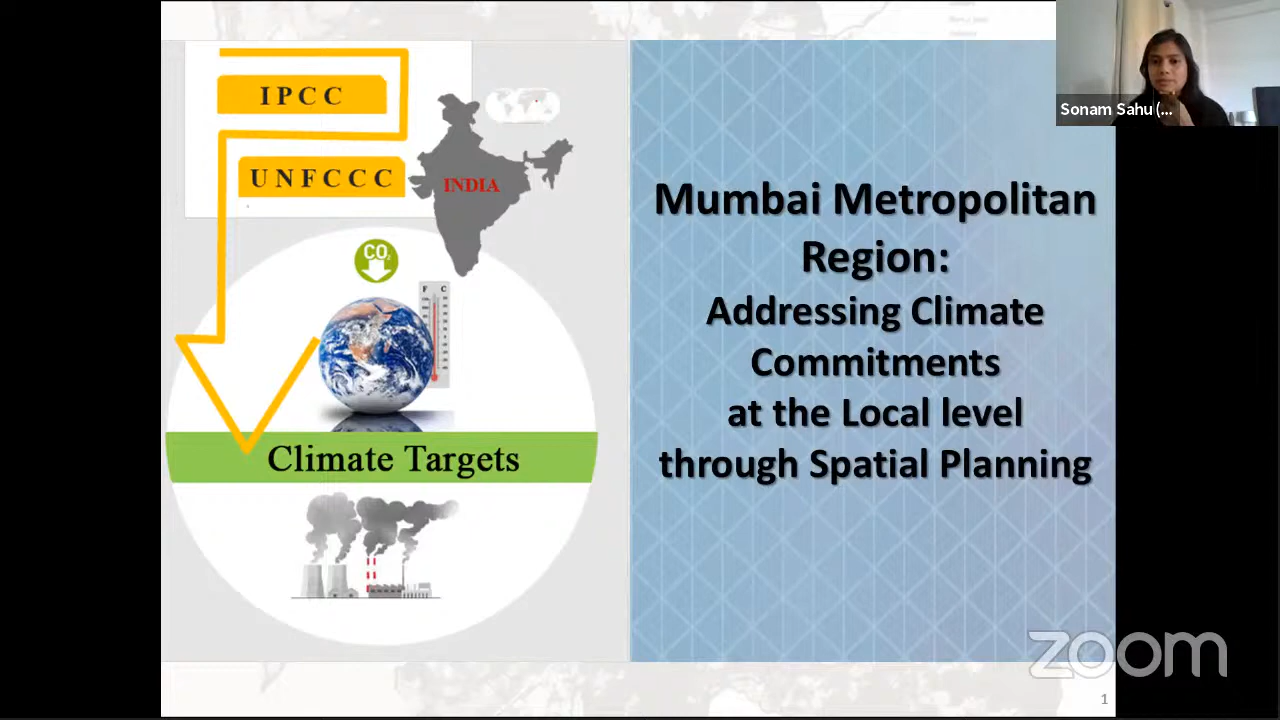 IPCC
UNFCCC
INDIA
CO2
F C
Climate Targets
Mumbai Metropolitan
Region:
Addressing Climate
Commitments
at the Local level
through Spatial Planning
Sonam Sahu (...
zoom
1